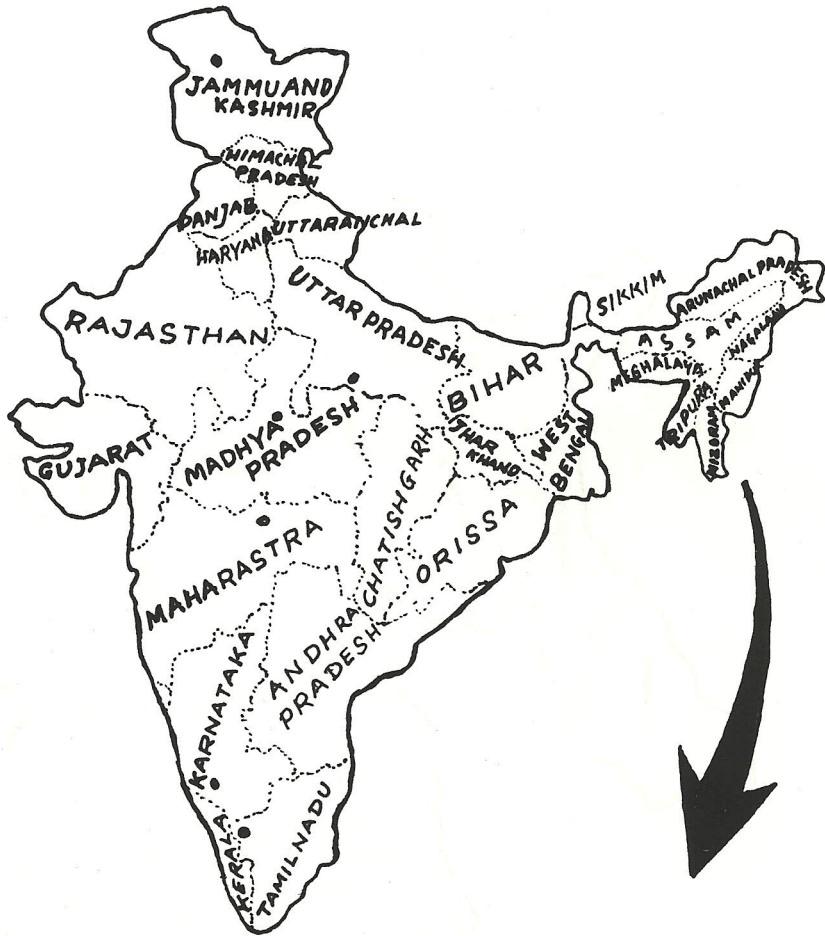 JAMMU AND
KASHMIR
HIMACHAL
PRADESH
PANJAB
HARYANA
UTTARANCHAL
RAJASTHAN
UTTAR PRADESH
SIKKIM
ARUNACHAL PRADESH
ASSAM
NAGALAND
MEGHALAYA
MANIPUR
TRIPURA
MIZORAM
BIHAR
JHAR
KHAND
WEST
BENGAL
GUJARAT
MADHYA
PRADESH
CHATISHGARH
ORISSA
MAHARASTRA
ANDHRA
PRADESH
KARNATAKA
KERALA
TAMILNADU